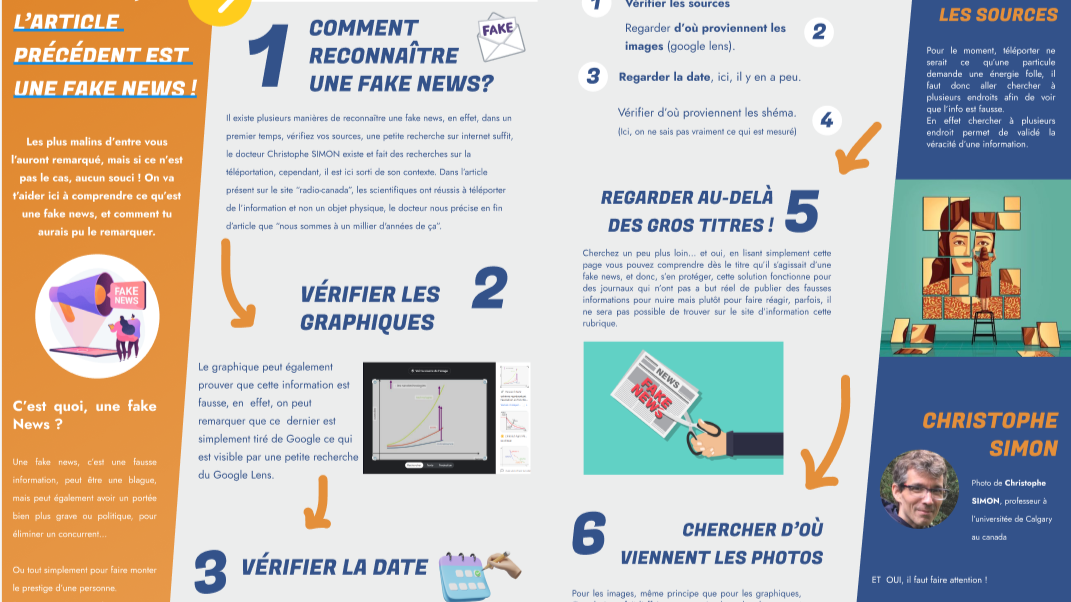 L'ARTICLE
PRÉCÉDENT EST
UNE FAKE NEWS !
Les plus malins d'entre vous
l'auront remarqué, mais si ce n'est
pas le cas, aucun souci ! On va
t'aider ici à comprendre ce qu'est
une fake news, et comment tu
aurais pu le remarquer.
FAKE
NEWS
C'est quoi, une fake
News ?
Une fake news, c'est une fausse
information, peut être une blague,
mais peut également avoir un portée
bien plus grave ou politique, pour
éliminer un concurrent...
Ou tout simplement pour faire monter
le prestige d'une personne.
1
COMMENT
RECONNAÎTRE
UNE FAKE NEWS?
FAKE
Il existe plusieurs manières de reconnaître une fake news, en effet, dans un
premier temps, vérifiez vos sources, une petite recherche sur internet suffit,
le docteur Christophe SIMON existe et fait des recherches sur la
téléportation, cependant, il est ici sorti de son contexte. Dans l'article
présent sur le site "radio-canada", les scientifiques ont réussis à téléporter
de l'information et non un objet physique, le docteur nous précise en fin
d'article que "nous sommes à un millier d'années de ça".
VÉRIFIER LES
GRAPHIQUES
2
Le graphique peut également
prouver que cette information est
fausse, en effet, on peut
remarquer que ce dernier est
simplement tiré de Google ce qui
est visible par une petite recherche
du Google Lens.
3
VÉRIFIER LA DATE
1
Vérifier les sources
Regarder d'où proviennent les
images (google lens).
2
3
Regarder la date, ici, il y en a peu.
Vérifier d'où proviennent les shéma.
(Ici, on ne sais pas vraiment ce qui est mesuré)
4
REGARDER AU-DELÀ
DES GROS TITRES !
5
Cherchez un peu plus loin... et oui, en lisant simplement cette
page vous pouvez comprendre dès le titre qu'il s'agissait d'une
fake news, et donc, s'en protéger, cette solution fonctionne pour
des journaux qui n'ont pas a but réel de publier des fausses
informations pour nuire mais plutôt pour faire réagir, parfois, il
ne sera pas possible de trouver sur le site d'information cette
rubrique.
NEWS
FAKE
NEWS
6
CHERCHER D'OÙ
VIENNENT LES PHOTOS
Pour les images, même principe que pour les graphiques,
LES SOURCES
Pour le moment, téléporter ne
serait ce qu'une particule
demande une énergie folle, il
faut donc aller chercher à
plusieurs endroits afin de voir
que l'info est fausse.
En effet chercher à plusieurs
endroit permet de validé la
véracité d'une information.
CHRISTOPHE
SIMON
Photo de Christophe
SIMON, professeur à
l'universitée de Calgary
au canada
ET OUI, il faut faire attention !